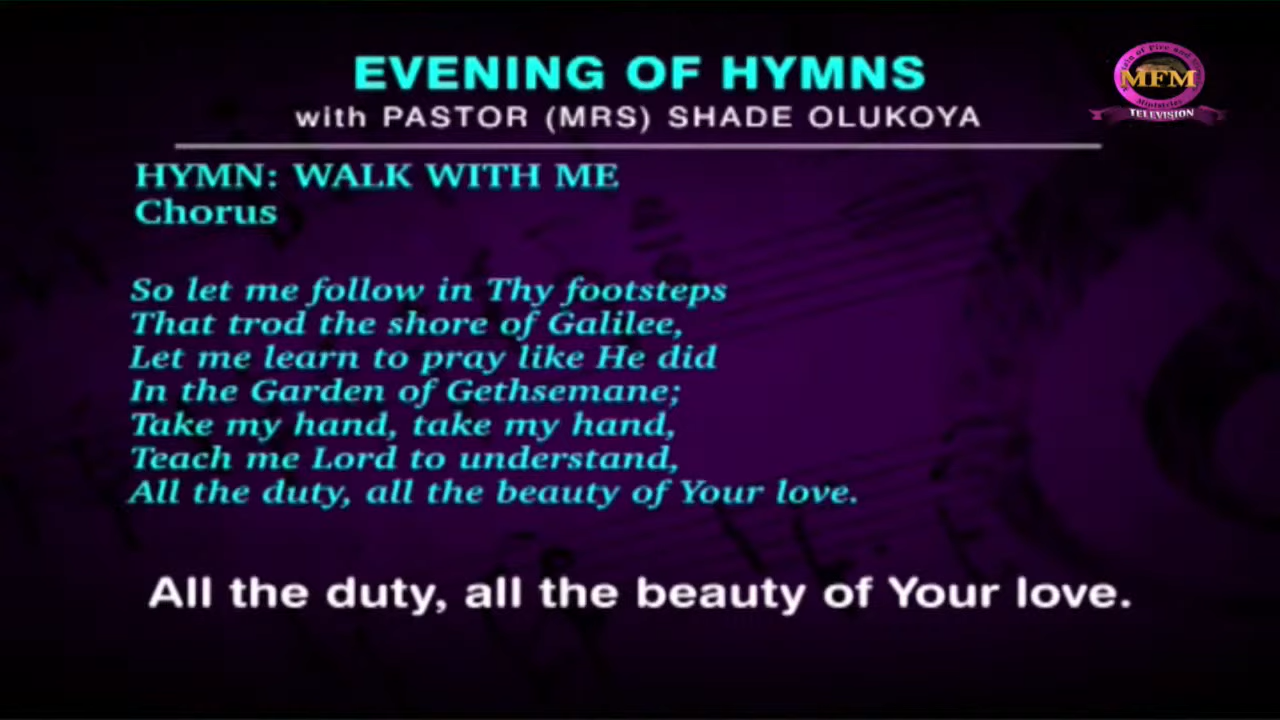 EVENING OF HYMNS
with PASTOR (MRS) SHADE OLUKOYA
MFM
Ministries
TELEVISION
HYMN: WALK WITH ME
Chorus
So let me follow in Thy footsteps
That trod the shore of Galilee,
Let me learn to pray like He did
In the Garden of Gethsemane;
Take my hand, take my hand,
Teach me Lord to understand,
All the duty, all the beauty of Your love.
All the duty, all the beauty of Your love.